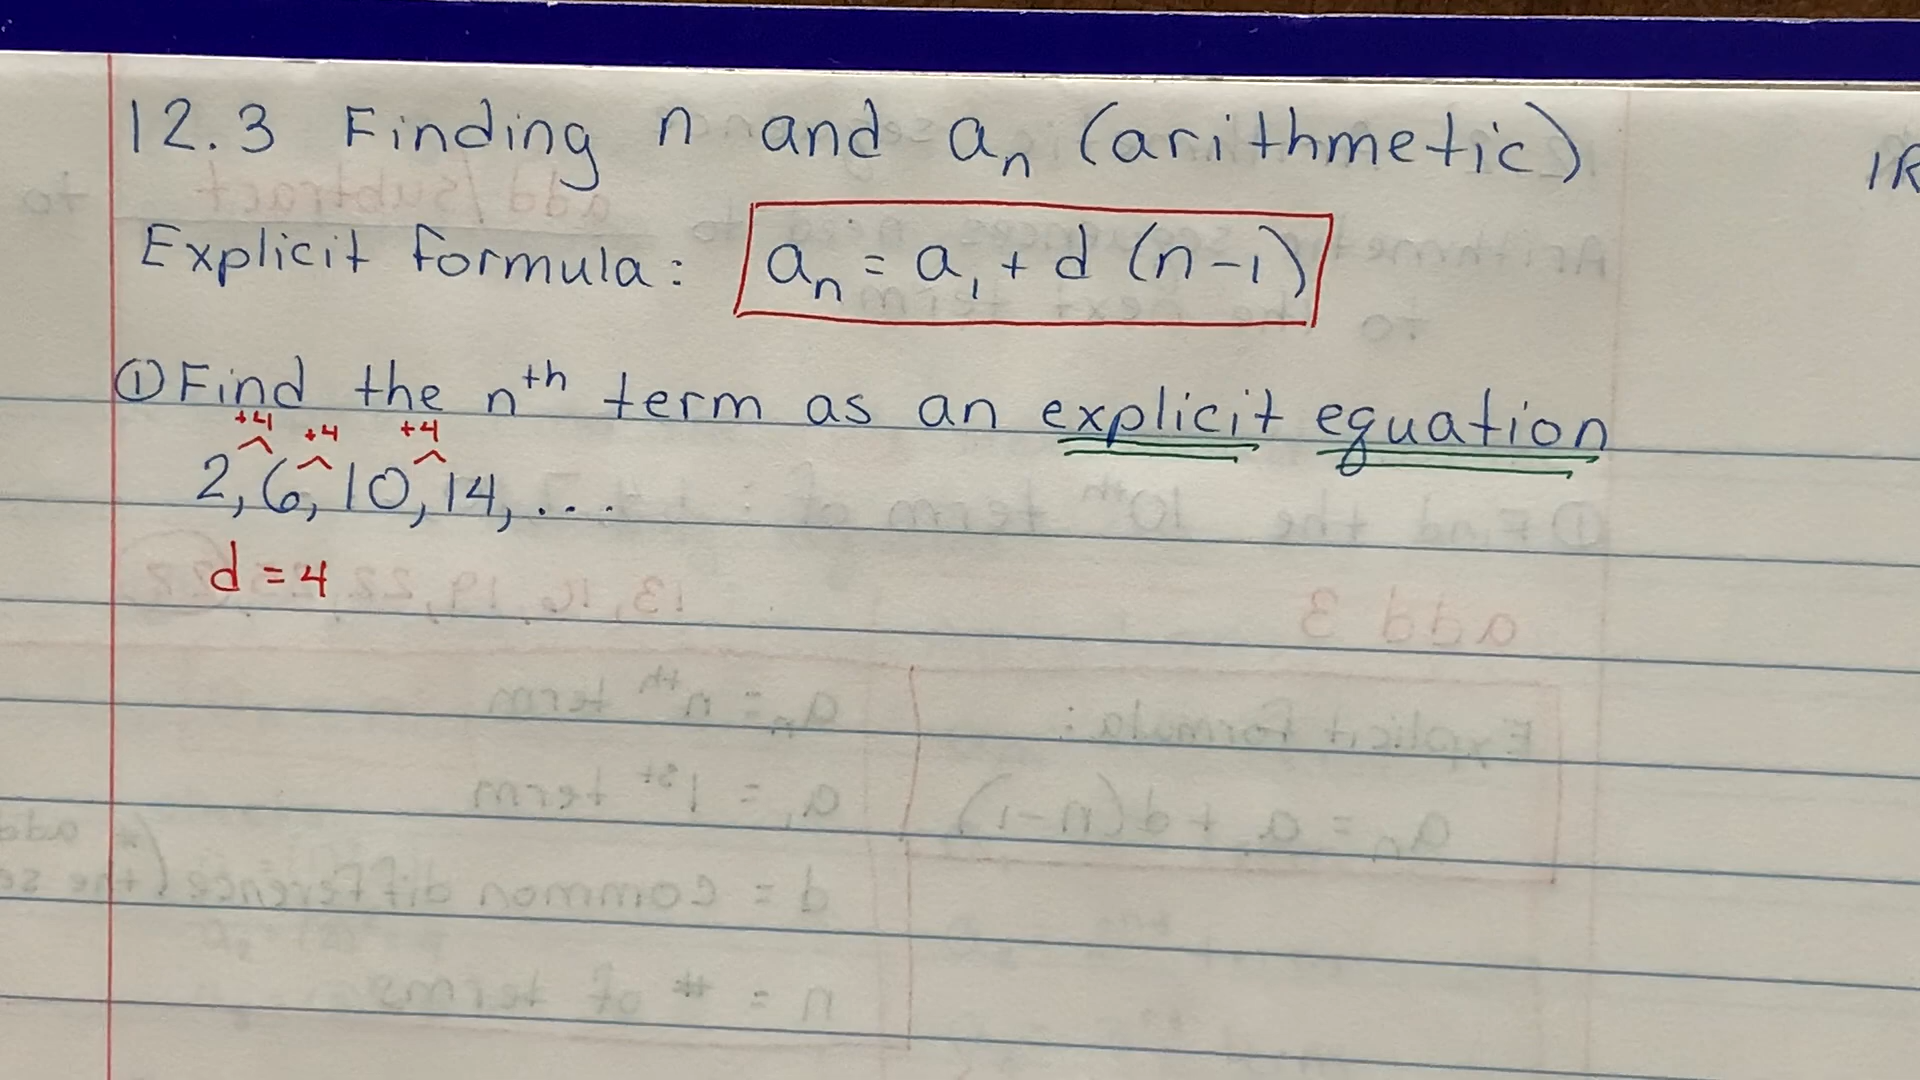 12.3 Finding n and aₙ (arithmetic)
Explicit formula: aₙ = a₁ + d (n-1)
① Find the nᵗʰ term as an explicit equation
+4 +4 +4
2, 6, 10, 14, ...
d = 4